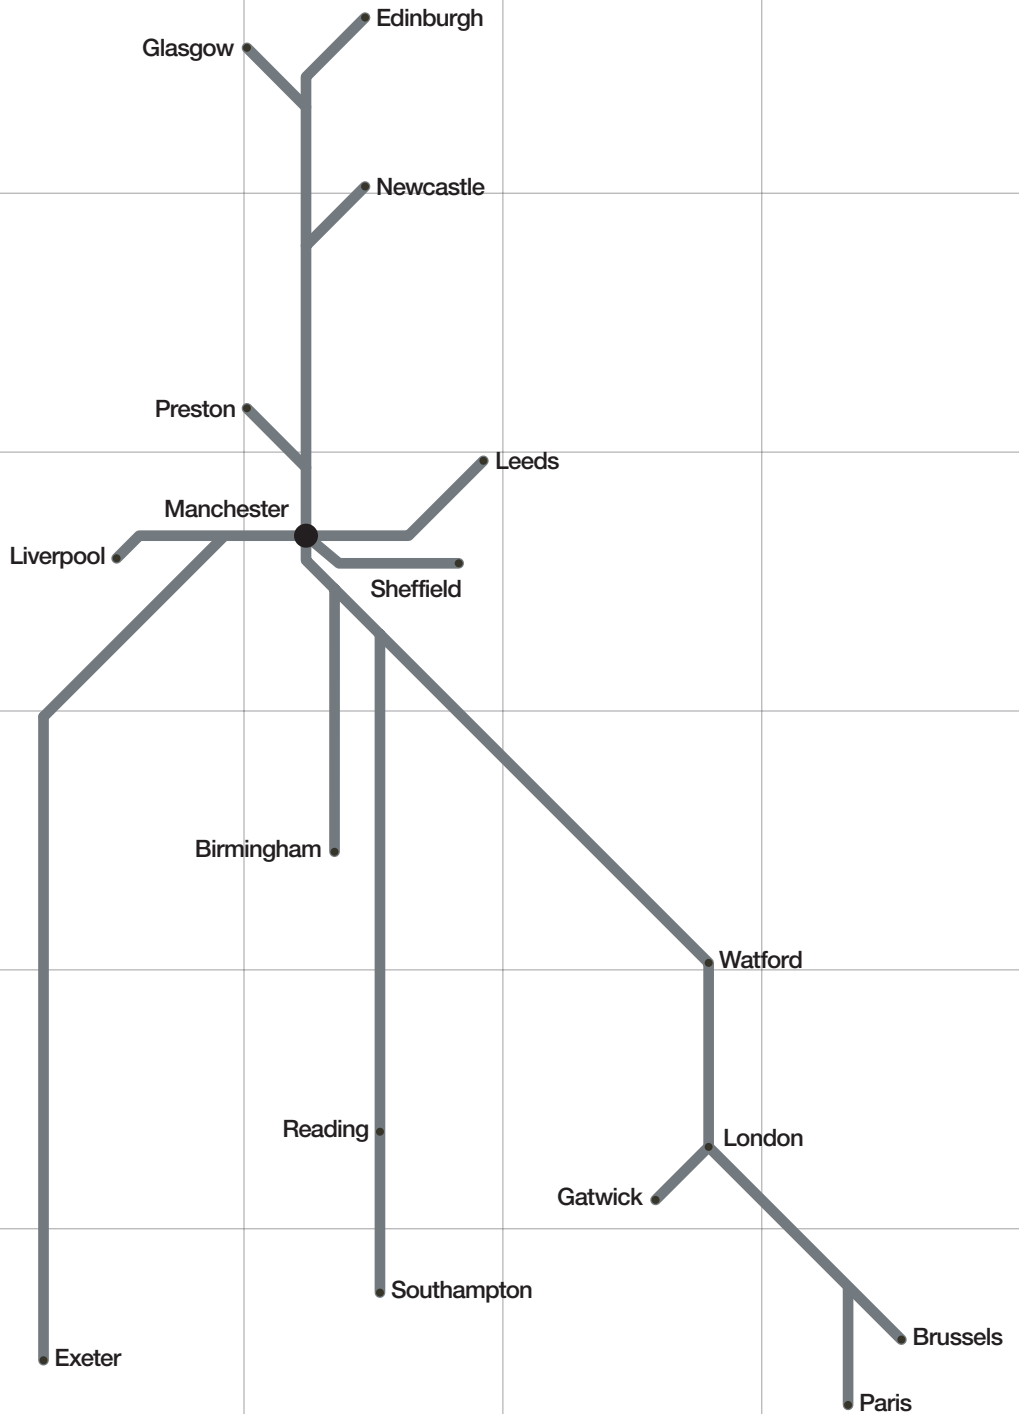 Edinburgh
Glasgow
Newcastle
Preston
Leeds
Manchester
Liverpool
Sheffield
Birmingham
Watford
Reading
London
Gatwick
Southampton
Brussels
Exeter
Paris